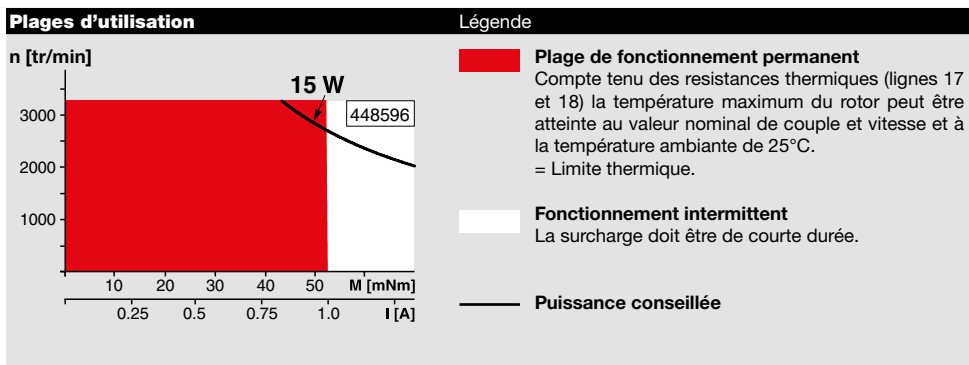 Plages d’utilisation
n [tr/min]
15 W
448596
3000
2000
1000
10 20 30 40 50 M [mNm]
0.25 0.5 0.75 1.0 I [A]
Légende
Plage de fonctionnement permanent
Compte tenu des resistances thermiques (lignes 17
et 18) la température maximum du rotor peut être
atteinte au valeur nominal de couple et vitesse et à
la température ambiante de 25°C.
= Limite thermique.
Fonctionnement intermittent
La surcharge doit être de courte durée.
Puissance conseillée